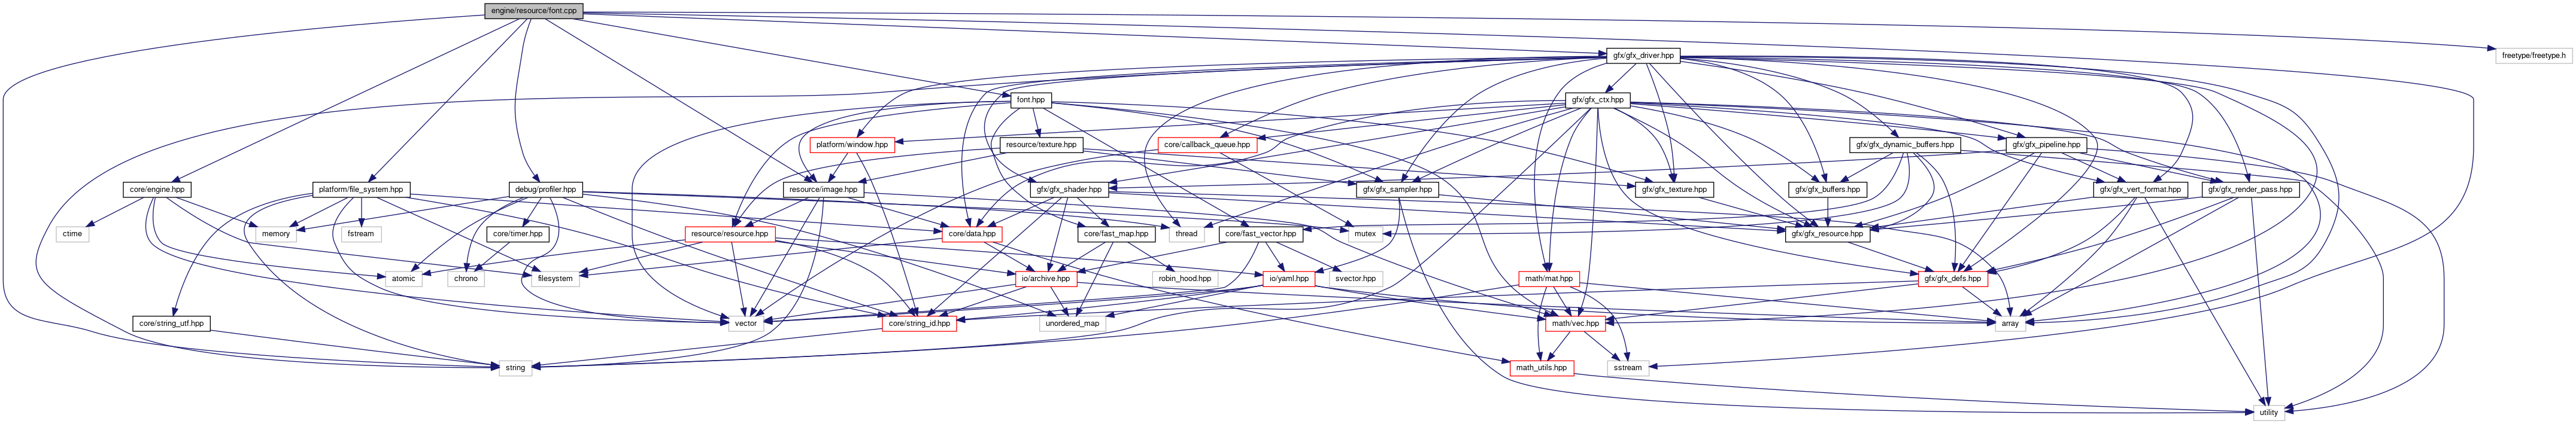 engine/resource/font.cpp
gfx/gfx_driver.hpp
freetype/freetype.h
font.hpp
gfx/gfx_ctx.hpp
platform/window.hpp
resource/texture.hpp
core/callback_queue.hpp
gfx/gfx_dynamic_buffers.hpp
gfx/gfx_pipeline.hpp
core/engine.hpp
platform/file_system.hpp
debug/profiler.hpp
resource/image.hpp
gfx/gfx_shader.hpp
gfx/gfx_sampler.hpp
gfx/gfx_texture.hpp
gfx/gfx_buffers.hpp
gfx/gfx_vert_format.hpp
gfx/gfx_render_pass.hpp
ctime
memory
fstream
core/timer.hpp
resource/resource.hpp
core/data.hpp
core/fast_map.hpp
thread
core/fast_vector.hpp
mutex
gfx/gfx_resource.hpp
atomic
chrono
filesystem
io/archive.hpp
robin_hood.hpp
io/yaml.hpp
svector.hpp
math/mat.hpp
gfx/gfx_defs.hpp
core/string_utf.hpp
vector
core/string_id.hpp
unordered_map
math/vec.hpp
array
string
math_utils.hpp
sstream
utility